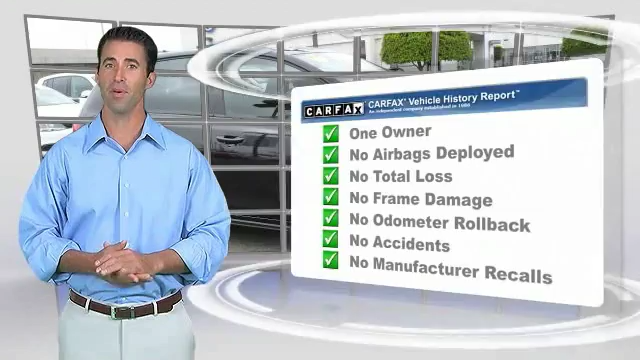 CARFAX CARFAX Vehicle History Report™
An independent company established in 1986
One Owner
No Airbags Deployed
No Total Loss
No Frame Damage
No Odometer Rollback
No Accidents
No Manufacturer Recalls